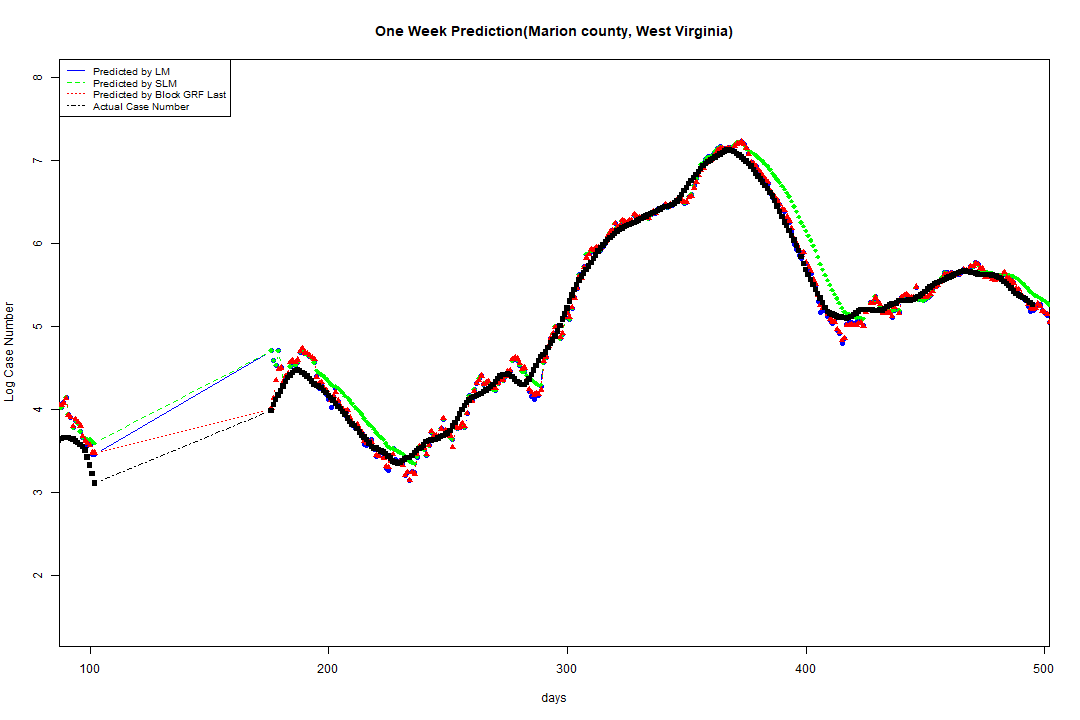 One Week Prediction(Marion county, West Virginia)
Predicted by LM
Predicted by SLM
Predicted by Block GRF Last
Actual Case Number
8
7
6
5
4
3
2
Log Case Number
100 200 300 400 500
days